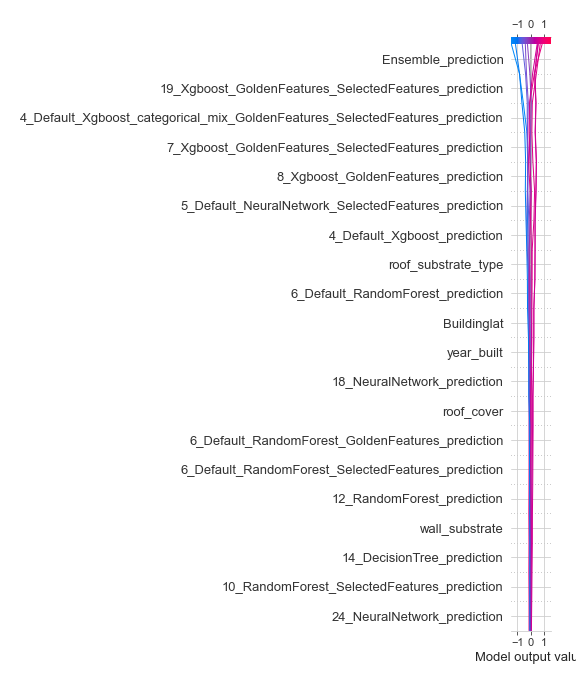 −1 0 1
Ensemble_prediction
19_Xgboost_GoldenFeatures_SelectedFeatures_prediction
4_Default_Xgboost_categorical_mix_GoldenFeatures_SelectedFeatures_prediction
7_Xgboost_GoldenFeatures_SelectedFeatures_prediction
8_Xgboost_GoldenFeatures_prediction
5_Default_NeuralNetwork_SelectedFeatures_prediction
4_Default_Xgboost_prediction
roof_substrate_type
6_Default_RandomForest_prediction
Buildinglat
year_built
18_NeuralNetwork_prediction
roof_cover
6_Default_RandomForest_GoldenFeatures_prediction
6_Default_RandomForest_SelectedFeatures_prediction
12_RandomForest_prediction
wall_substrate
14_DecisionTree_prediction
10_RandomForest_SelectedFeatures_prediction
24_NeuralNetwork_prediction
−1 0 1
Model output valu